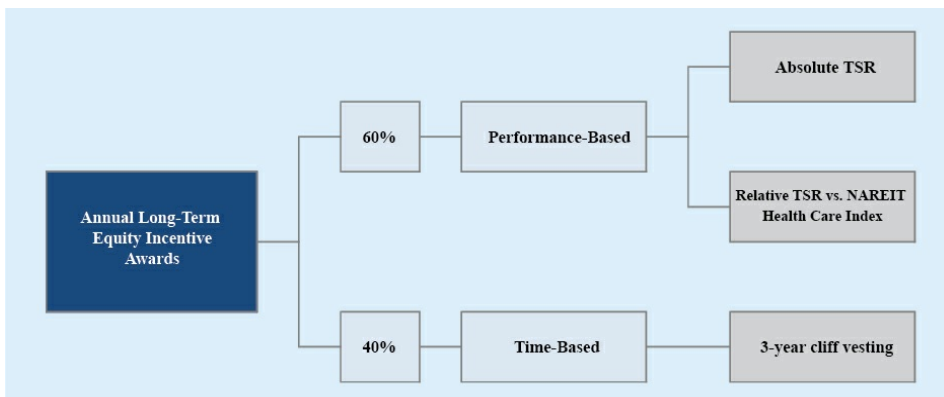 Absolute TSR
60%
Performance-Based
Relative TSR vs. NAREIT
Health Care Index
Annual Long-Term
Equity Incentive
Awards
40%
Time-Based
3-year cliff vesting